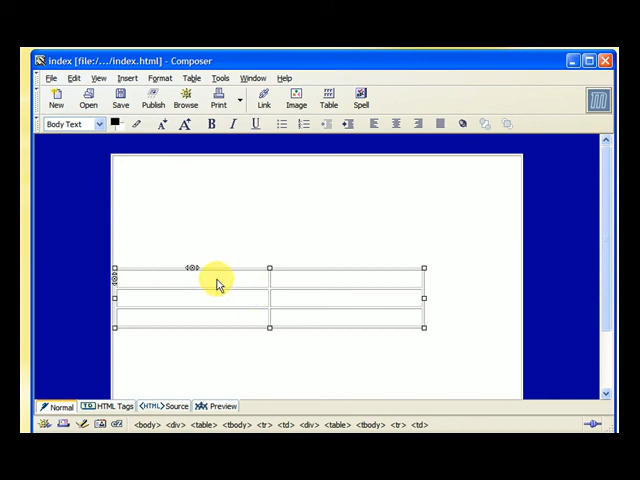 index [file:/.../index.html] - Composer
File Edit View Insert Format Table Tools Window Help
New Open Save Publish Browse Print Link Image Table Spell
Body Text A A B I U
Normal TD HTML Tags <HTML> Source Preview
<body> <div> <table> <tbody> <tr> <td> <div> <table> <tbody> <tr> <td>